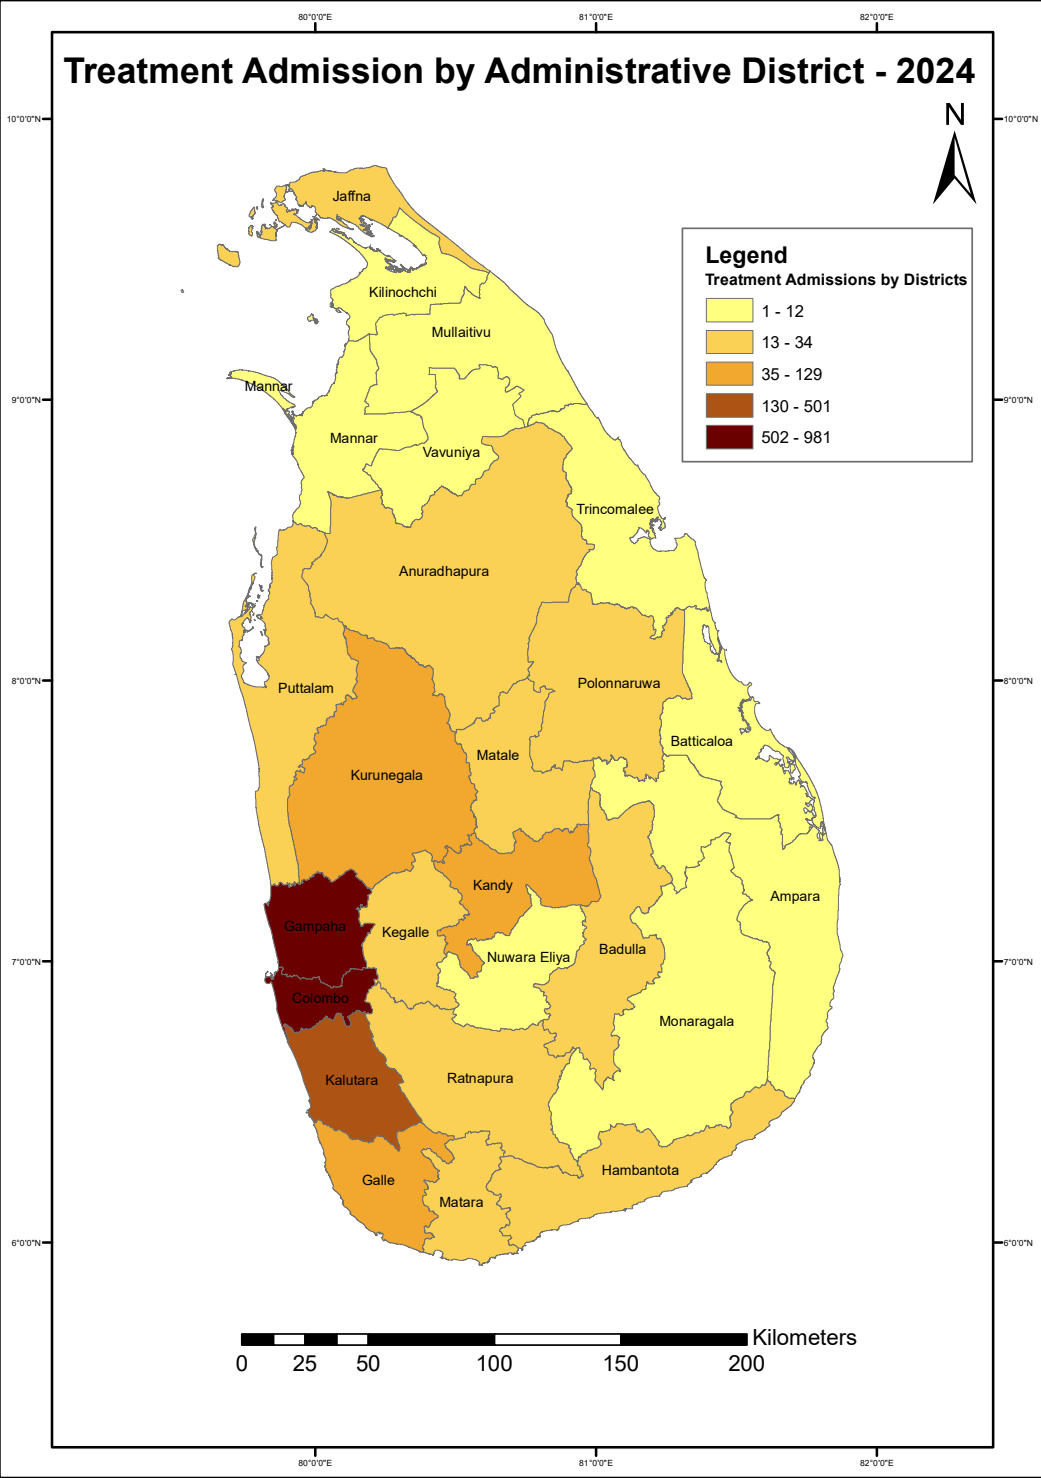 80°0'0"E 81°0'0"E 82°0'0"E
Treatment Admission by Administrative District - 2024
N
10°0'0"N 10°0'0"N
Jaffna
Legend
Treatment Admissions by Districts
1 - 12
13 - 34
35 - 129
130 - 501
502 - 981
Kilinochchi
Mullaitivu
Mannar
9°0'0"N 9°0'0"N
Mannar
Vavuniya
Trincomalee
Anuradhapura
8°0'0"N 8°0'0"N
Puttalam
Polonnaruwa
Batticaloa
Matale
Kurunegala
Kandy
Ampara
Gampaha
Kegalle
Badulla
Nuwara Eliya
7°0'0"N 7°0'0"N
Colombo
Monaragala
Kalutara
Ratnapura
Hambantota
Galle
Matara
6°0'0"N 6°0'0"N
Kilometers
0 25 50 100 150 200
80°0'0"E 81°0'0"E 82°0'0"E